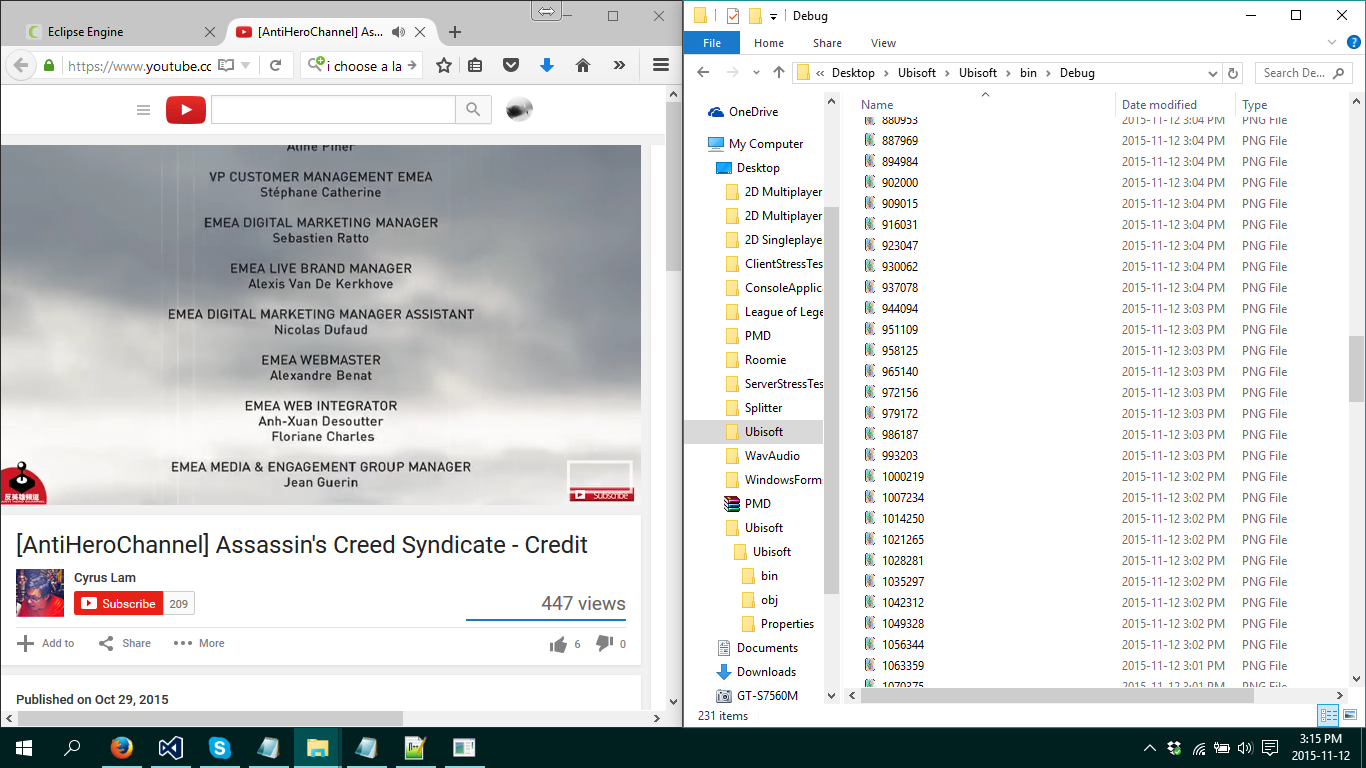 Eclipse Engine
[AntiHeroChannel] As...
https://www.youtube.cc
i choose a la
Aline Piner
VP CUSTOMER MANAGEMENT EMEA
Stéphane Catherine
EMEA DIGITAL MARKETING MANAGER
Sebastien Ratto
EMEA LIVE BRAND MANAGER
Alexis Van De Kerkhove
EMEA DIGITAL MARKETING MANAGER ASSISTANT
Nicolas Dufaud
EMEA WEBMASTER
Alexandre Benat
EMEA WEB INTEGRATOR
Anh-Xuan Desoutter
Floriane Charles
EMEA MEDIA & ENGAGEMENT GROUP MANAGER
Jean Guerin
反英雄頻道
Subscribe
[AntiHeroChannel] Assassin's Creed Syndicate - Credit
Cyrus Lam
Subscribe 209
447 views
Add to Share More 6 0
Published on Oct 29, 2015
Debug
File Home Share View
« Desktop Ubisoft Ubisoft bin Debug
Search De...
OneDrive
My Computer
Desktop
2D Multiplayer
2D Multiplayer
2D Singleplaye
ClientStressTes
ConsoleApplica
League of Lege
PMD
Roomie
ServerStressTes
Splitter
Ubisoft
WavAudio
WindowsForm
PMD
Ubisoft
Ubisoft
bin
obj
Properties
Documents
Downloads
GT-S7560M
Name Date modified Type
880953 2015-11-12 3:04 PM PNG File
887969 2015-11-12 3:04 PM PNG File
894984 2015-11-12 3:04 PM PNG File
902000 2015-11-12 3:04 PM PNG File
909015 2015-11-12 3:04 PM PNG File
916031 2015-11-12 3:04 PM PNG File
923047 2015-11-12 3:04 PM PNG File
930062 2015-11-12 3:04 PM PNG File
937078 2015-11-12 3:04 PM PNG File
944094 2015-11-12 3:03 PM PNG File
951109 2015-11-12 3:03 PM PNG File
958125 2015-11-12 3:03 PM PNG File
965140 2015-11-12 3:03 PM PNG File
972156 2015-11-12 3:03 PM PNG File
979172 2015-11-12 3:03 PM PNG File
986187 2015-11-12 3:03 PM PNG File
993203 2015-11-12 3:03 PM PNG File
1000219 2015-11-12 3:02 PM PNG File
1007234 2015-11-12 3:02 PM PNG File
1014250 2015-11-12 3:02 PM PNG File
1021265 2015-11-12 3:02 PM PNG File
1028281 2015-11-12 3:02 PM PNG File
1035297 2015-11-12 3:02 PM PNG File
1042312 2015-11-12 3:02 PM PNG File
1049328 2015-11-12 3:02 PM PNG File
1056344 2015-11-12 3:02 PM PNG File
1063359 2015-11-12 3:01 PM PNG File
1070375 2015-11-12 3:01 PM PNG File
231 items
3:15 PM
2015-11-12